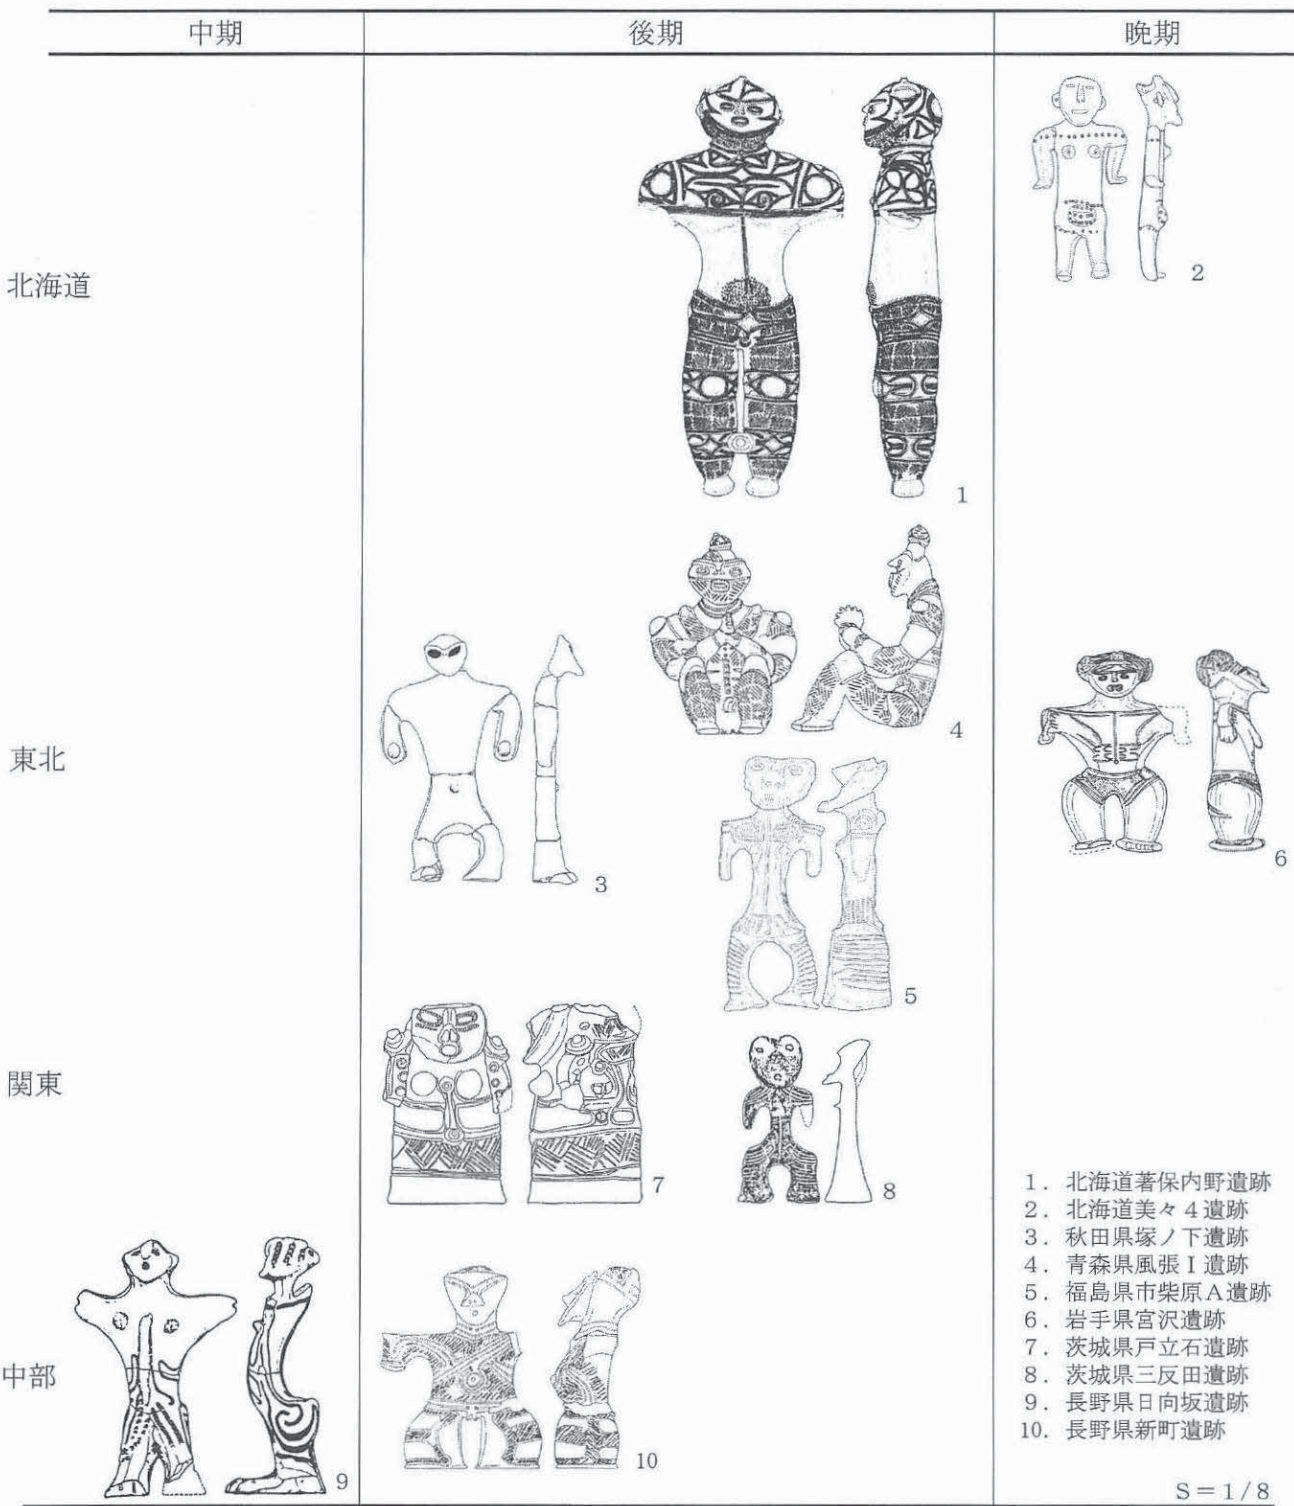 中期 後期 晩期
北海道
東北
関東
中部
1
2
3
4
5
6
7
8
9
10
1. 北海道著保内野遺跡
2. 北海道美々4遺跡
3. 秋田県塚ノ下遺跡
4. 青森県風張Ⅰ遺跡
5. 福島県市柴原A遺跡
6. 岩手県宮沢遺跡
7. 茨城県戸立石遺跡
8. 茨城県三反田遺跡
9. 長野県日向坂遺跡
10. 長野県新町遺跡
S=1/8